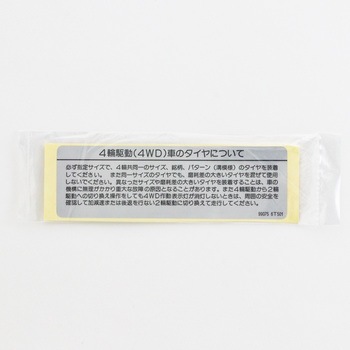 4輪駆動(4WD)車のタイヤについて
必ず指定サイズで、4輪共同一のサイズ、銘柄、パターン(溝模様)のタイヤを装着
してください。また同一サイズのタイヤでも、磨耗差の大きいタイヤを混ぜて使用
しないでください。異なったサイズや磨耗差の大きいタイヤを装着することは、車の
機構に無理がかかり重大な故障の原因となることがあります。また4輪駆動から2輪
駆動への切り換え操作をしても4WD作動表示灯が消灯しないときは、周囲の安全を
確認して加減速または後退を行ない2輪駆動に切り換えて走行してください。